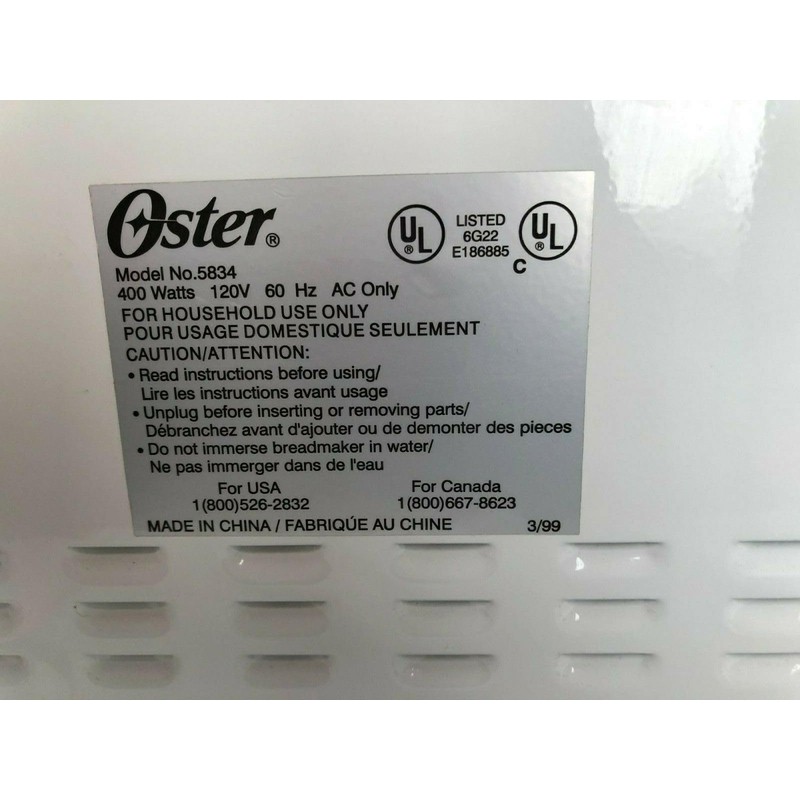 Oster®
UL® LISTED 6G22 E186885 C UL®
Model No.5834
400 Watts 120V 60 Hz AC Only
FOR HOUSEHOLD USE ONLY
POUR USAGE DOMESTIQUE SEULEMENT
CAUTION/ATTENTION:
• Read instructions before using/
Lire les instructions avant usage
• Unplug before inserting or removing parts/
Débranchez avant d'ajouter ou de demonter des pieces
• Do not immerse breadmaker in water/
Ne pas immerger dans de l'eau
For USA For Canada
1(800)526-2832 1(800)667-8623
MADE IN CHINA / FABRIQÚE AU CHINE 3/99